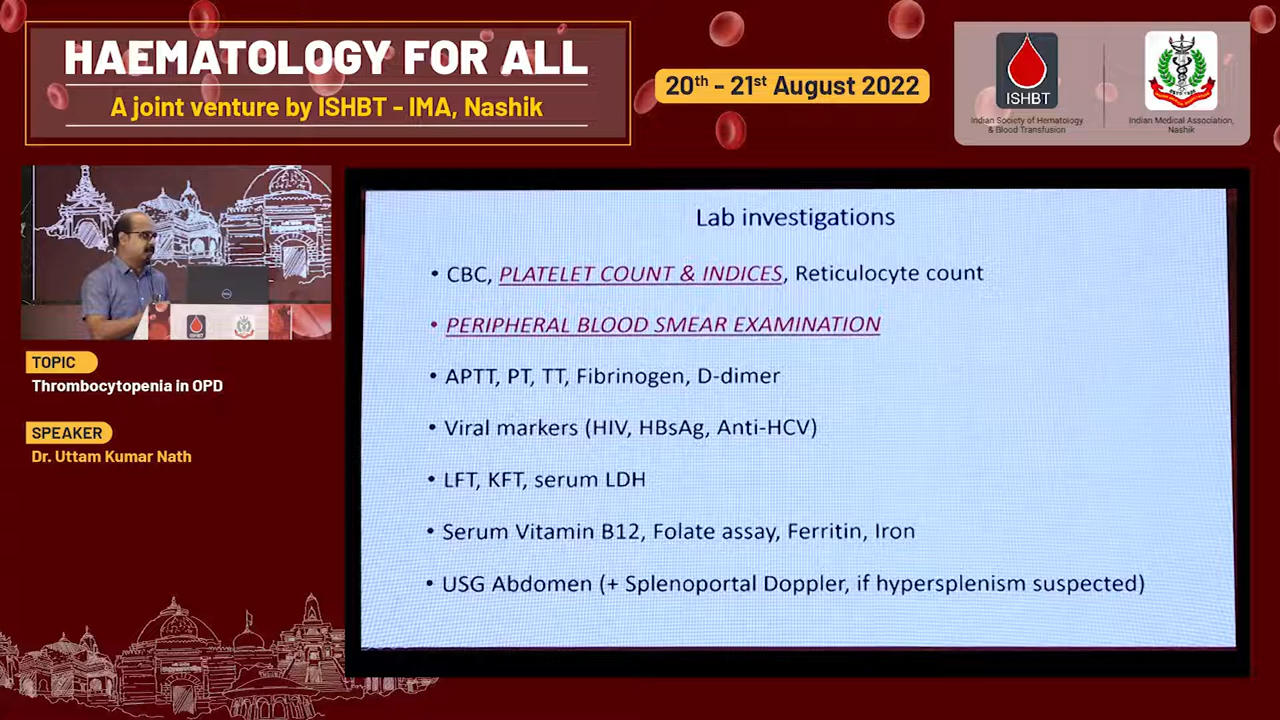 HAEMATOLOGY FOR ALL
A joint venture by ISHBT - IMA, Nashik
20th - 21st August 2022
ISHBT
Indian Society of Hematology
& Blood Transfusion
Indian Medical Association,
Nashik
TOPIC
Thrombocytopenia in OPD
SPEAKER
Dr. Uttam Kumar Nath
Lab investigations
• CBC, PLATELET COUNT & INDICES, Reticulocyte count
• PERIPHERAL BLOOD SMEAR EXAMINATION
• APTT, PT, TT, Fibrinogen, D-dimer
• Viral markers (HIV, HBsAg, Anti-HCV)
• LFT, KFT, serum LDH
• Serum Vitamin B12, Folate assay, Ferritin, Iron
• USG Abdomen (+ Splenoportal Doppler, if hypersplenism suspected)